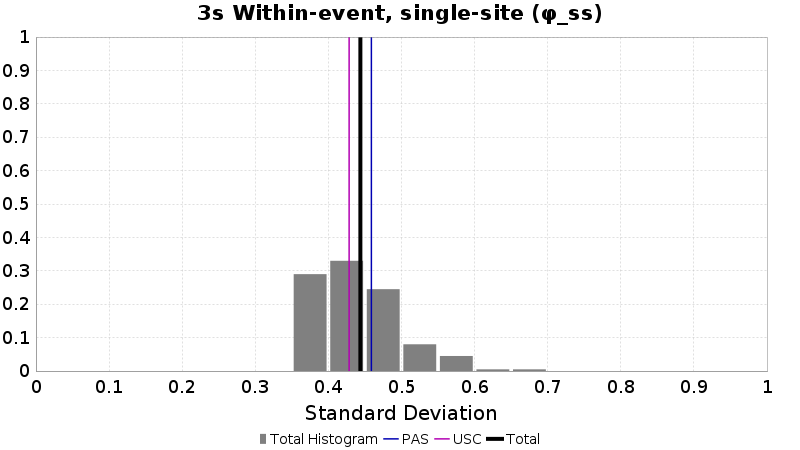 3s Within-event, single-site (φ_ss)
1
0.9
0.8
0.7
0.6
0.5
0.4
0.3
0.2
0.1
0
0 0.1 0.2 0.3 0.4 0.5 0.6 0.7 0.8 0.9 1
Standard Deviation
Total Histogram PAS USC Total